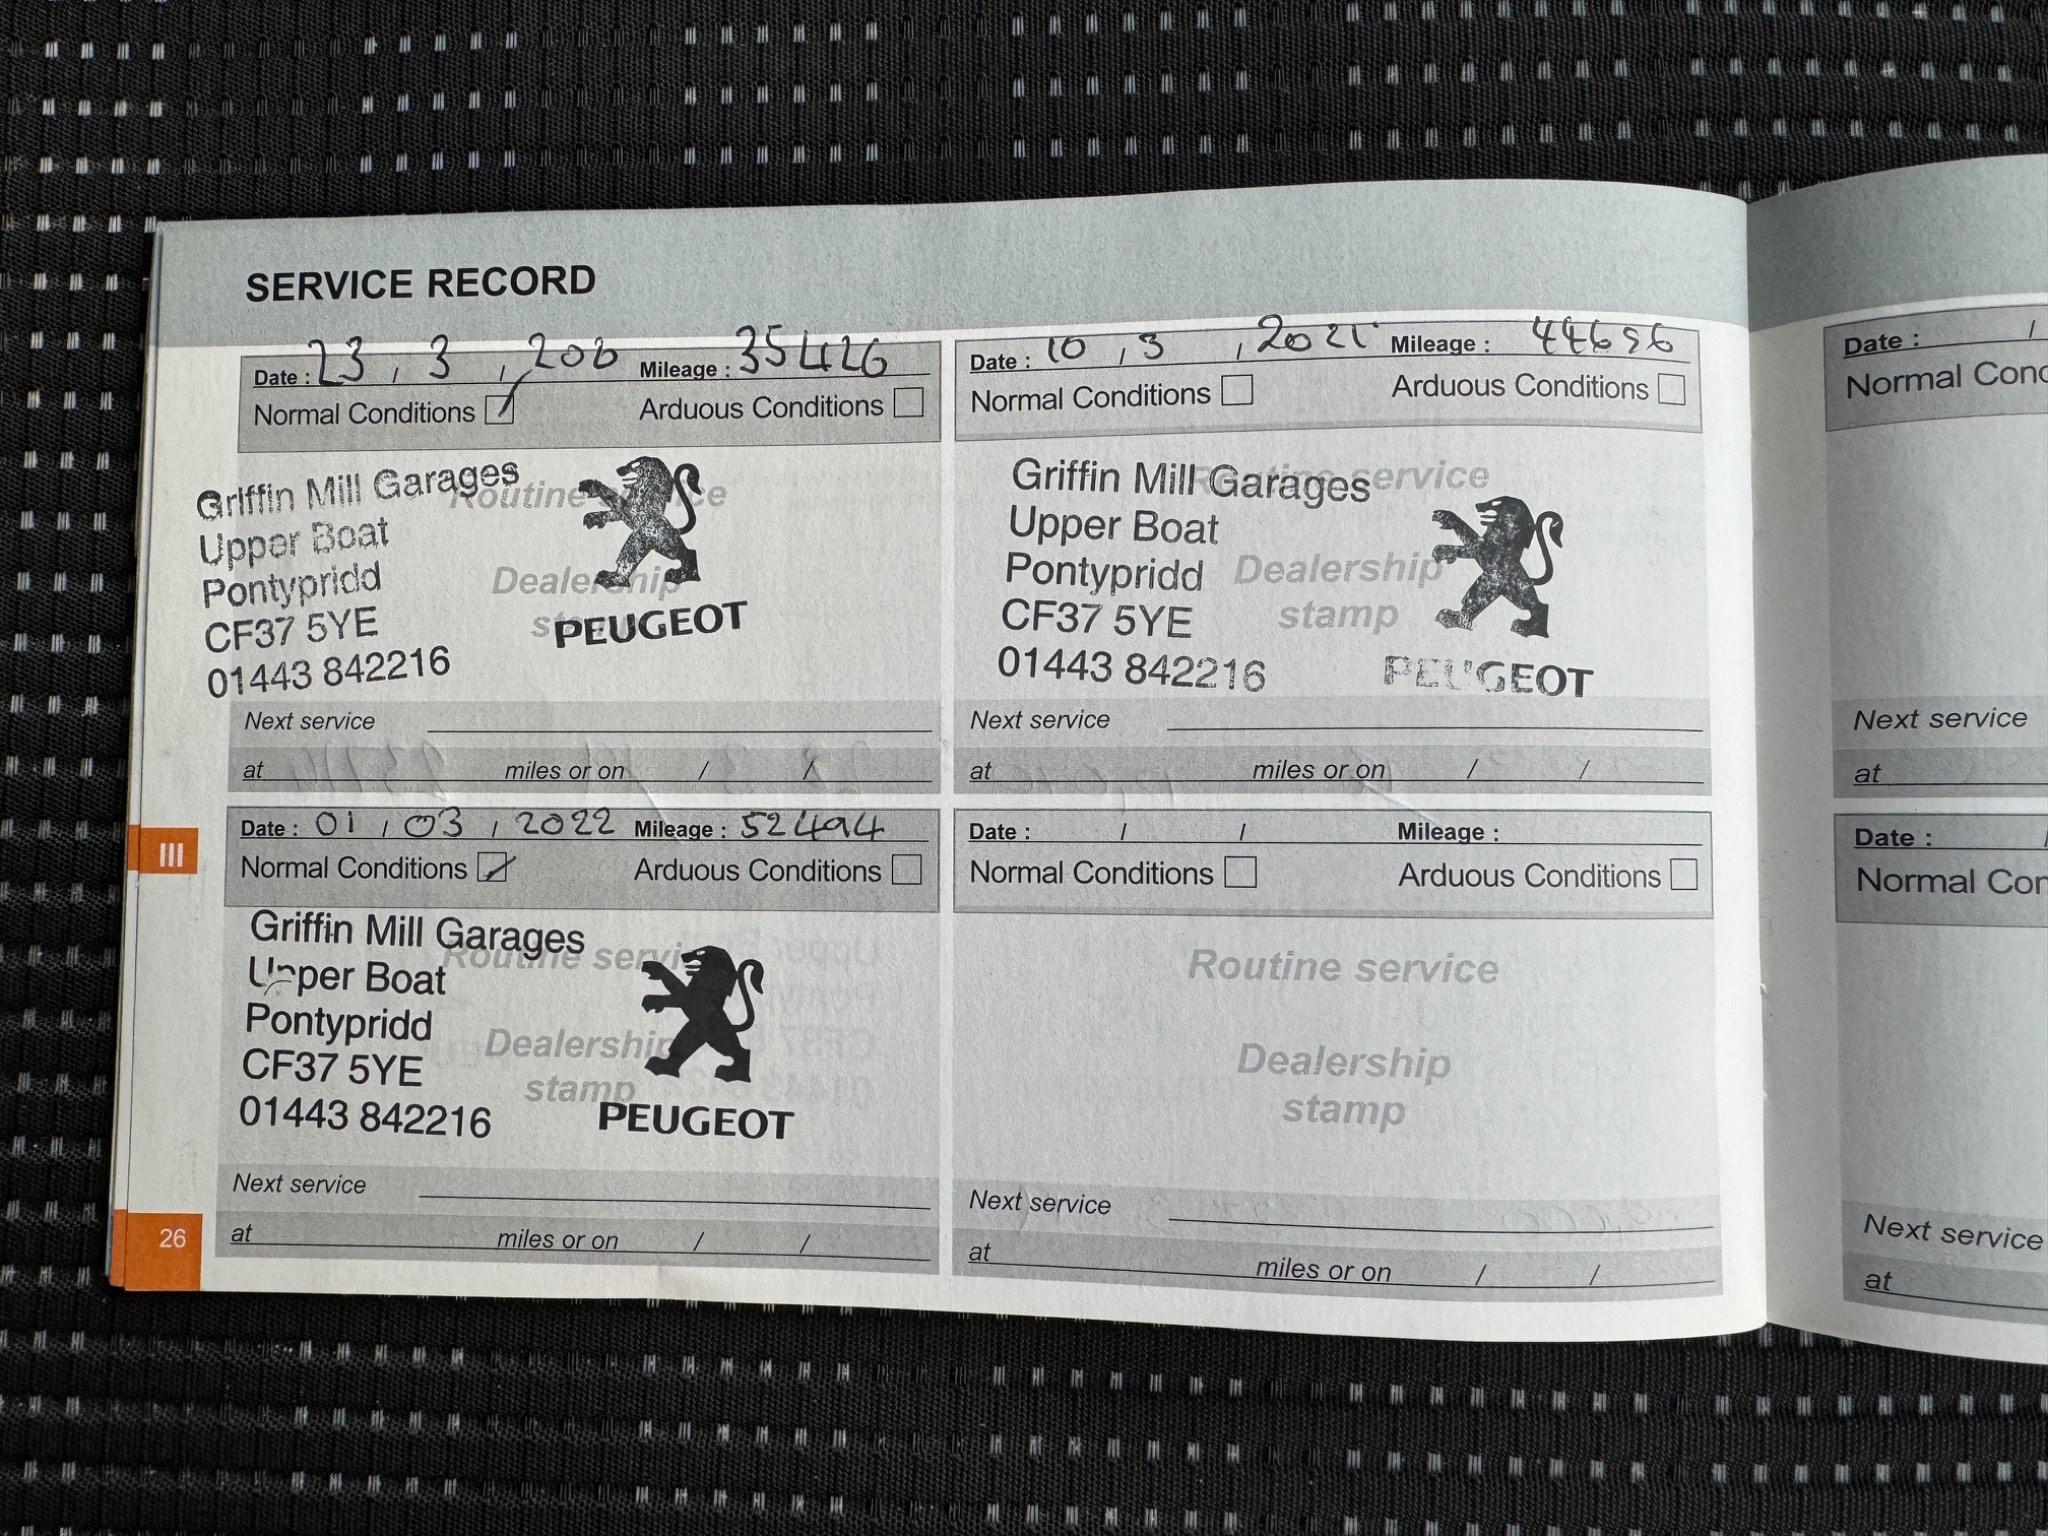 SERVICE RECORD
Date : 23 / 3 / 200 Mileage : 35426
Normal Conditions Arduous Conditions
Routine service
Griffin Mill Garages
Upper Boat
Pontypridd
CF37 5YE
01443 842216
Dealership
stamp
PEUGEOT
Next service
at miles or on / /
Date : 10 / 3 / 2021 Mileage : 44696
Normal Conditions Arduous Conditions
Routine service
Griffin Mill Garages
Upper Boat
Pontypridd
CF37 5YE
01443 842216
Dealership
stamp
PEUGEOT
Next service
at miles or on / /
Date : 01 / 03 / 2022 Mileage : 52494
Normal Conditions Arduous Conditions
Routine service
Griffin Mill Garages
Upper Boat
Pontypridd
CF37 5YE
01443 842216
Dealership
stamp
PEUGEOT
Next service
at miles or on / /
Date : / / Mileage :
Normal Conditions Arduous Conditions
Routine service
Dealership
stamp
Next service
at miles or on / /
III
26
Date : /
Normal Conc
Next service
at
Date : /
Normal Cor
Next service
at